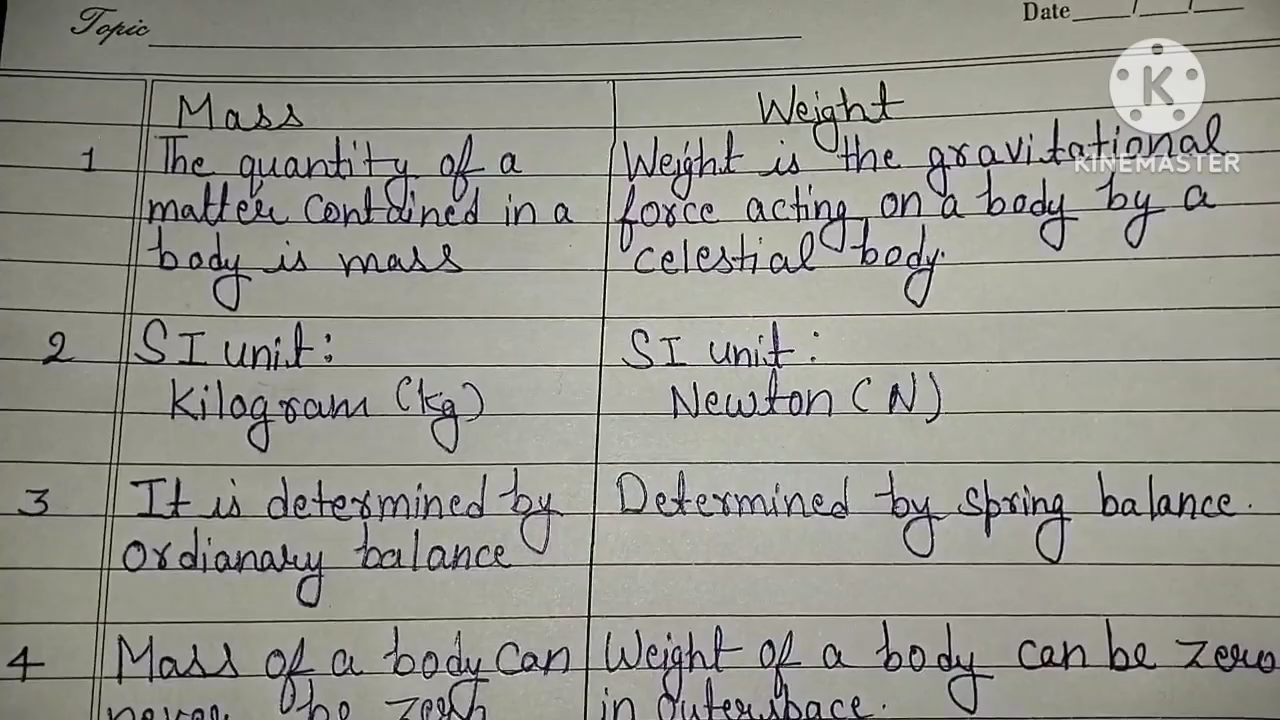 Topic
Date / /
K
KINEMASTER
Mass
Weight
1
The quantity of a
matter contained in a
body is mass
Weight is the gravitational
force acting on a body by a
celestial body.
2
SI unit:
Kilogram (kg)
SI unit:
Newton (N)
3
It is determined by
ordianary balance
Determined by spring balance.
4
Mass of a body can
never be zero
Weight of a body can be zero
in outerspace.